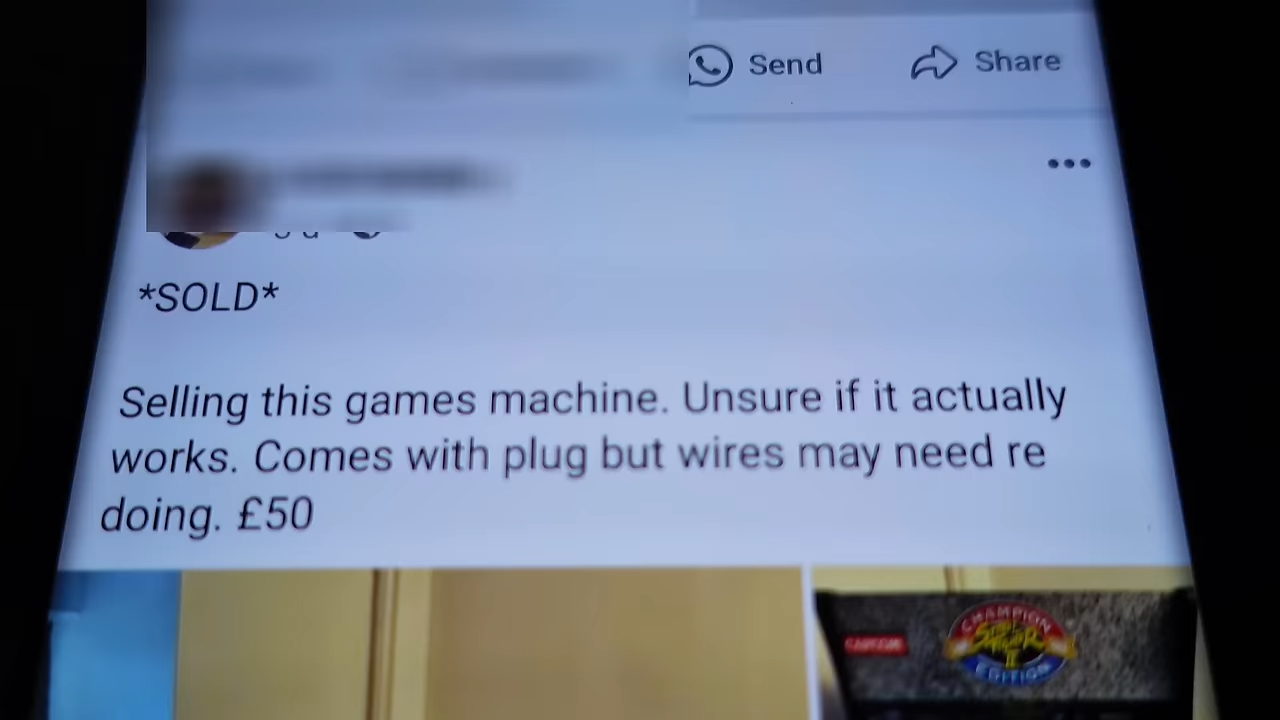 Send
Share
*SOLD*
Selling this games machine. Unsure if it actually
works. Comes with plug but wires may need re
doing. £50
CAPCOM
CHAMPION
II
EDITION